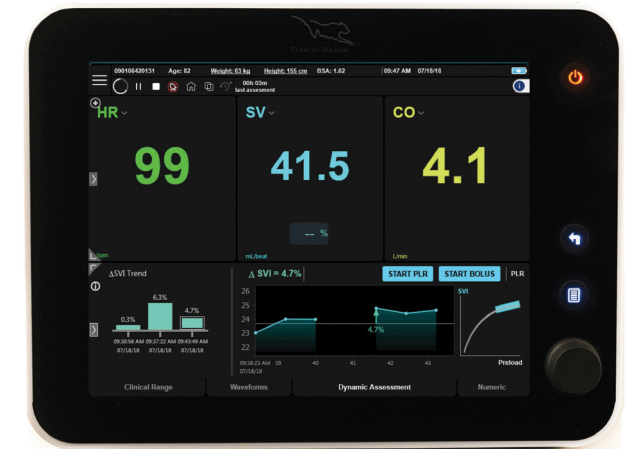 Cheetah Medical
090106420131 Age: 82 Weight: 63 kg Height: 155 cm BSA: 1.62 09:47 AM 07/18/18
00h 03m
last assesment
HR SV CO
99 41.5 4.1
-- %
bpm mL/beat L/min
ΔSVI Trend
0.3% 6.3% 4.7%
09:30:58 AM 09:37:22 AM 09:43:49 AM
07/18/18 07/18/18 07/18/18
Δ SVI = 4.7% START PLR START BOLUS PLR
26
25
24
23
22
4.7%
09:38:23 AM 39 40 41 42 43
07/18/18
SVI
Preload
Clinical Range Waveforms Dynamic Assessment Numeric